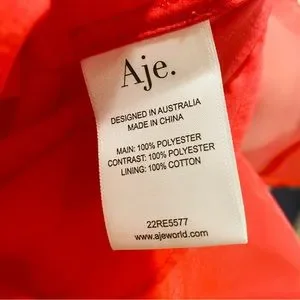 Aje.
DESIGNED IN AUSTRALIA
MADE IN CHINA
MAIN: 100% POLYESTER
CONTRAST: 100% POLYESTER
LINING: 100% COTTON
22RE5577
www.ajeworld.com